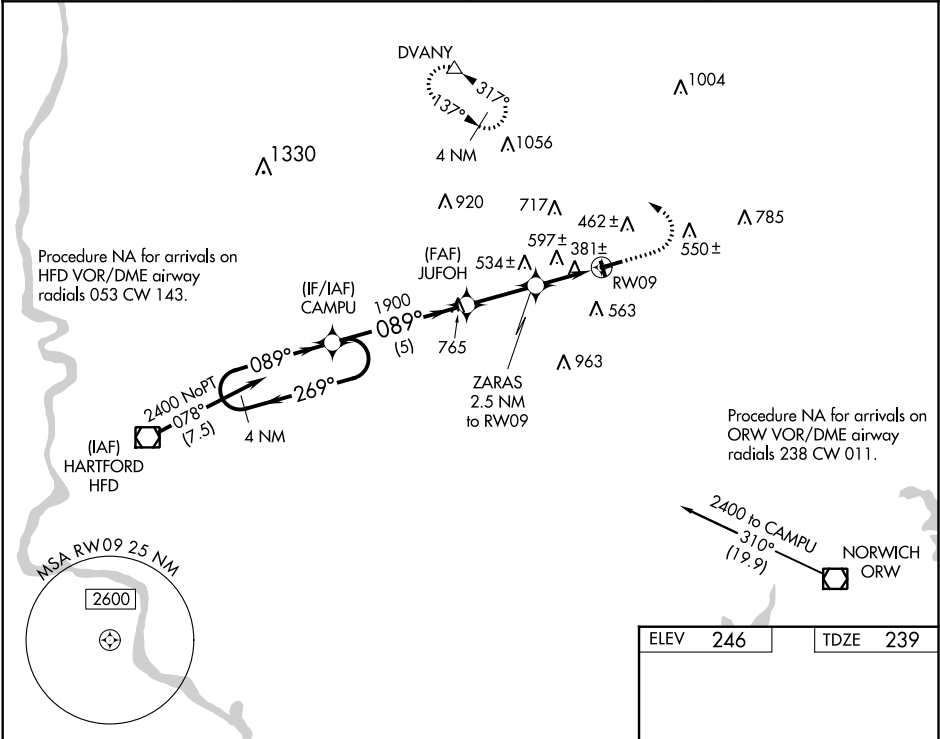 DVANY
1004
317°
137°
4 NM
1056
1330
920
717
462±
785
550±
597±
534±
381±
Procedure NA for arrivals on
HFD VOR/DME airway
radials 053 CW 143.
(FAF)
JUFOH
RW09
(IF/IAF)
CAMPU
1900
089°
(5)
765
563
963
ZARAS
2.5 NM
to RW09
089°
269°
4 NM
2400 NoPT
078°
(7.5)
(IAF)
HARTFORD
HFD
Procedure NA for arrivals on
ORW VOR/DME airway
radials 238 CW 011.
2400 to CAMPU
310°
(19.9)
NORWICH
ORW
MSA RW09 25 NM
2600
ELEV 246
TDZE 239